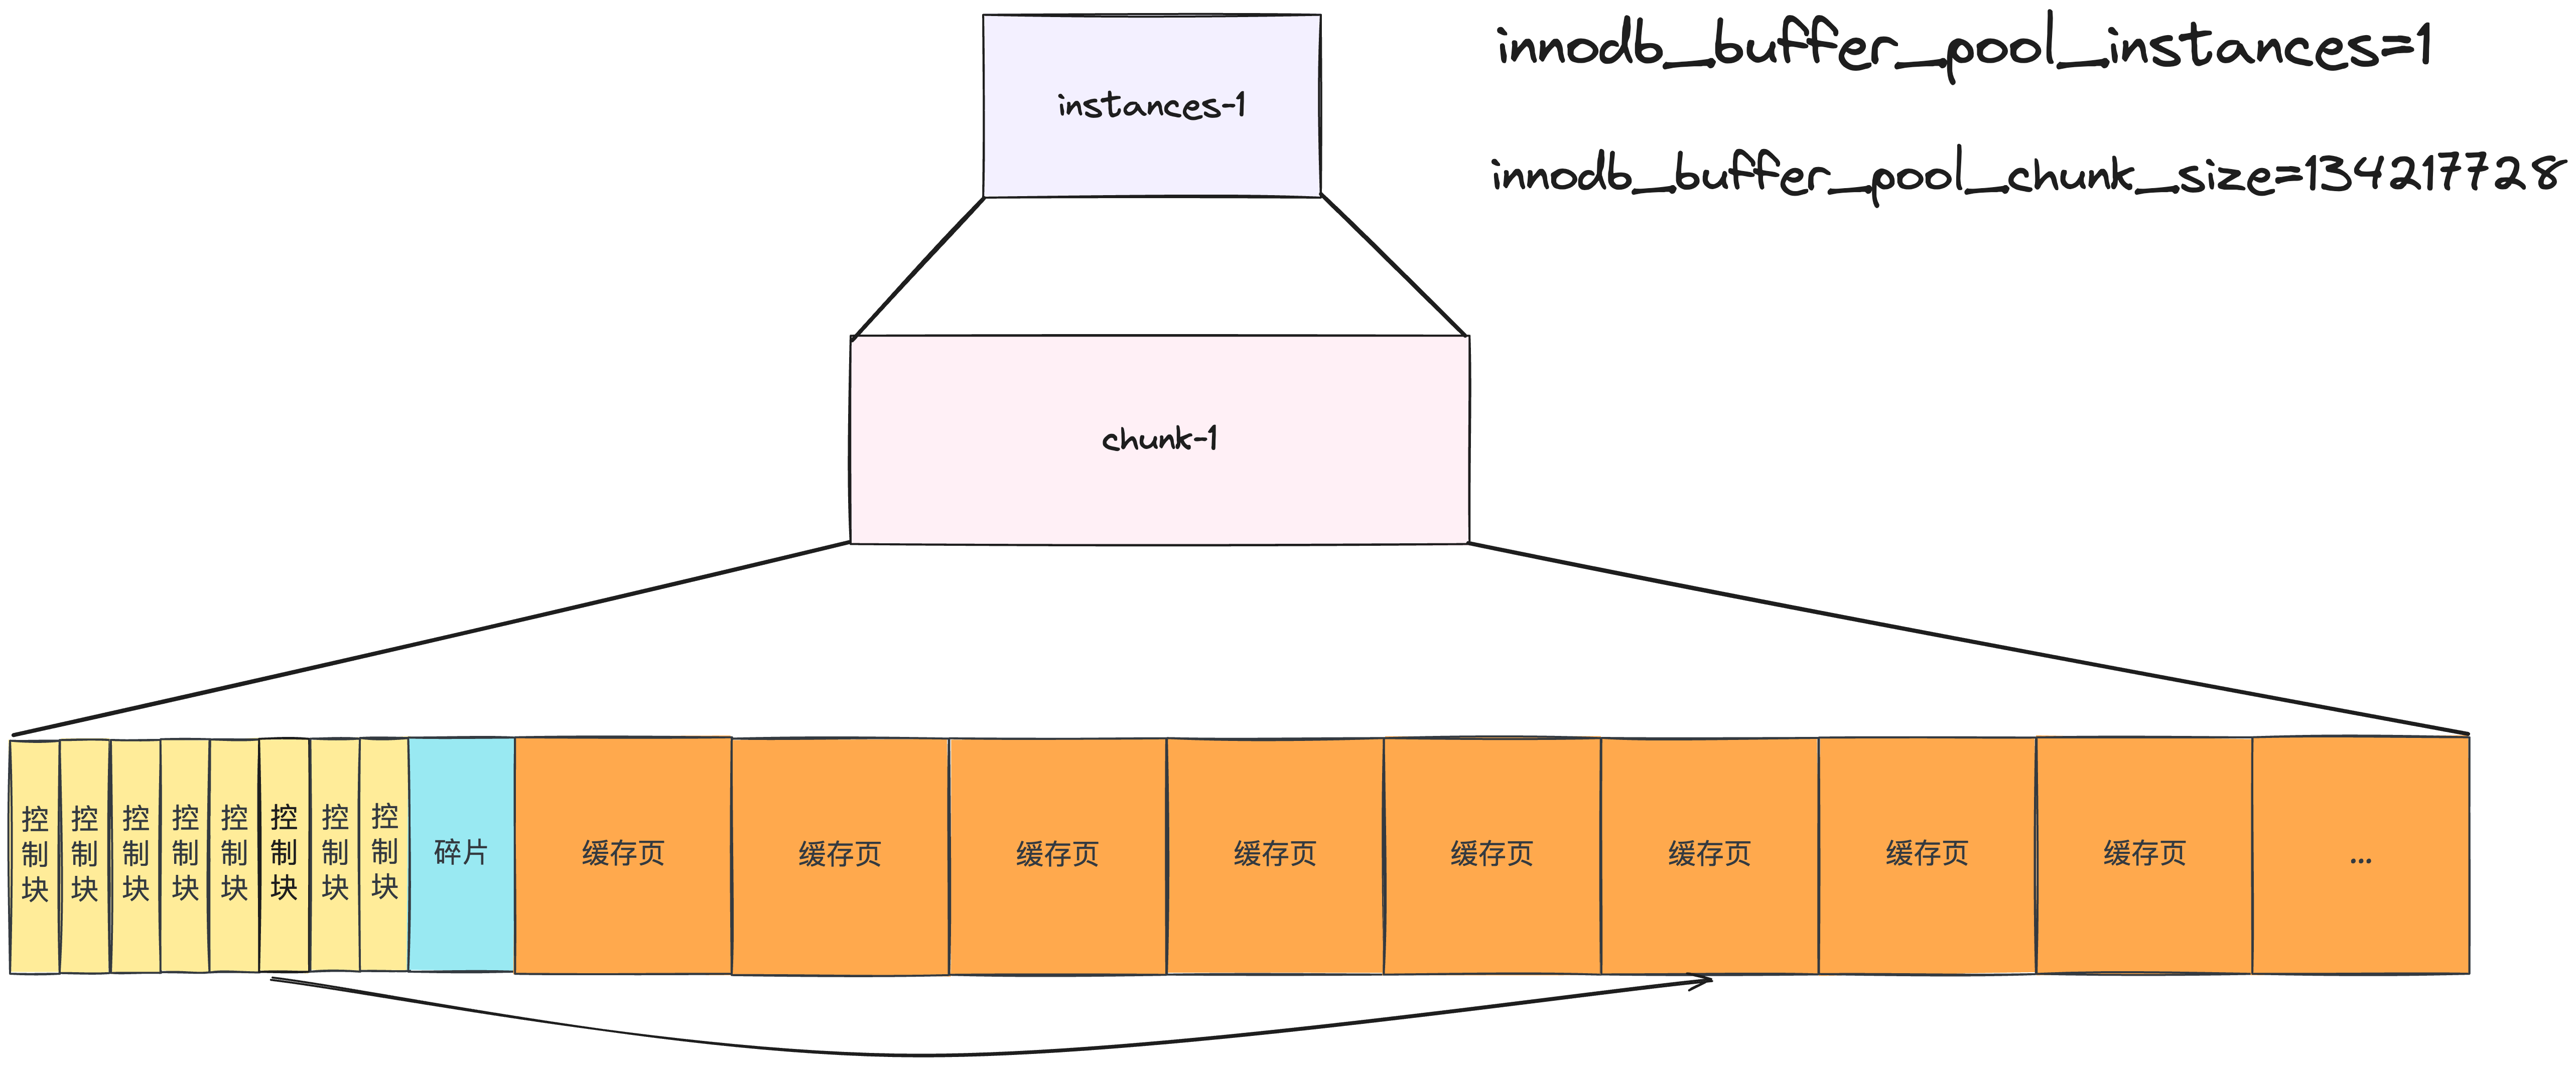 innodb_buffer_pool_instances=1
instances-1
innodb_buffer_pool_chunk_size=134217728
chunk-1
控制块
控制块
控制块
控制块
控制块
控制块
控制块
控制块
碎片
缓存页
缓存页
缓存页
缓存页
缓存页
缓存页
缓存页
缓存页
...